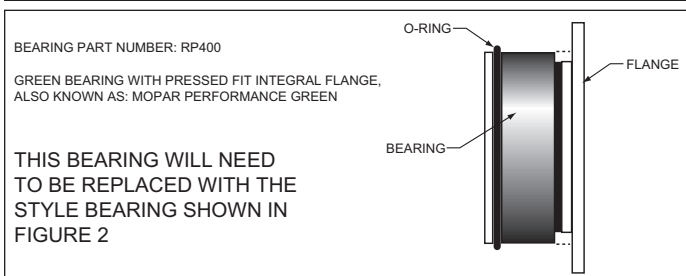 BEARING PART NUMBER: RP400
GREEN BEARING WITH PRESSED FIT INTEGRAL FLANGE,
ALSO KNOWN AS: MOPAR PERFORMANCE GREEN
THIS BEARING WILL NEED
TO BE REPLACED WITH THE
STYLE BEARING SHOWN IN
FIGURE 2
O-RING
FLANGE
BEARING